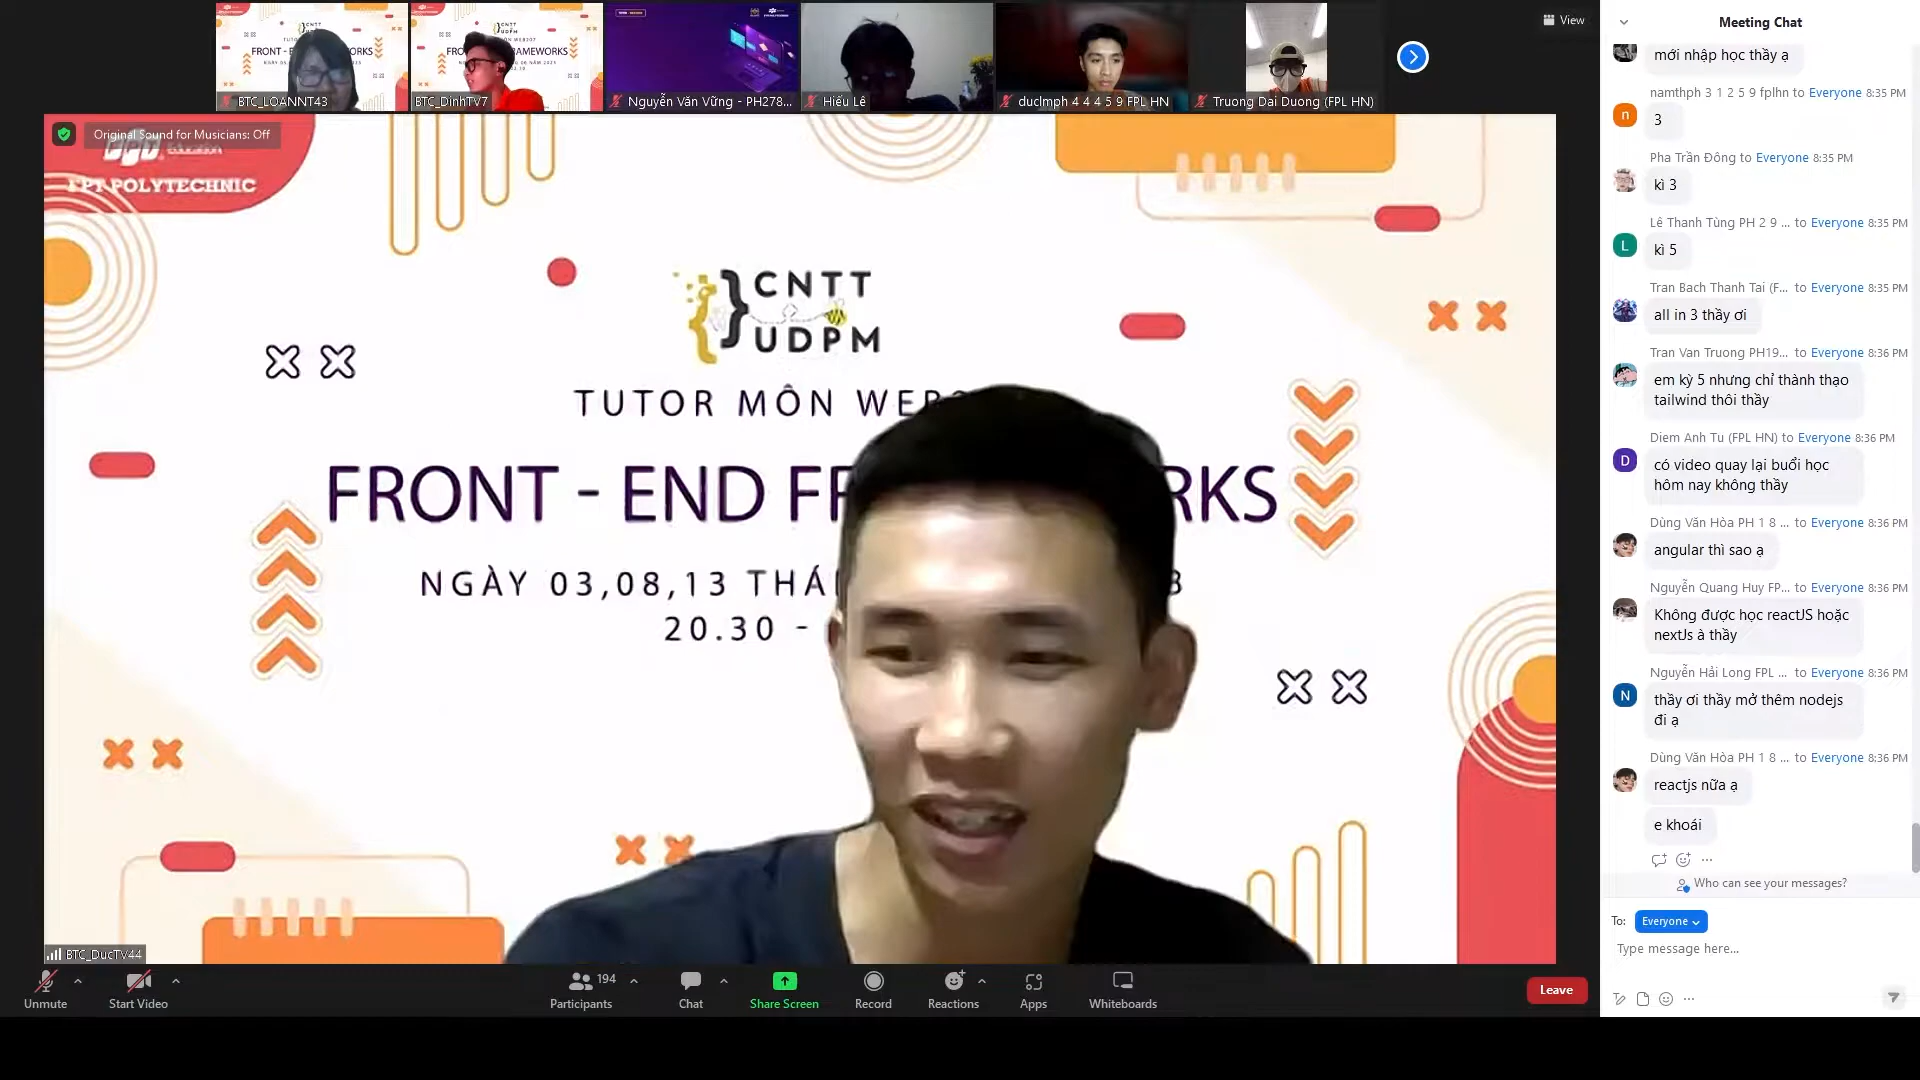 BTC_LOANNT43
BTC_DinhTV7
Nguyễn Văn Vững - PH278...
Hiếu Lê
duclmph 4 4 4 5 9 FPL HN
Truong Dai Duong (FPL HN)
View
Original Sound for Musicians: Off
FPT Education
FPT POLYTECHNIC
CNTT
UDPM
TUTOR MÔN WEB2
FRONT - END FR
RKS
NGÀY 03,08,13 THÁ
20.30 -
BTC_DucTV44
Unmute
Start Video
194
Participants
Chat
Share Screen
Record
Reactions
Apps
Whiteboards
Leave
Meeting Chat
mới nhập học thầy ạ
namthph 3 1 2 5 9 fplhn to Everyone 8:35 PM
n
3
Pha Trần Đông to Everyone 8:35 PM
kì 3
Lê Thanh Tùng PH 2 9 ... to Everyone 8:35 PM
L
kì 5
Tran Bach Thanh Tai (F... to Everyone 8:35 PM
all in 3 thầy ơi
Tran Van Truong PH19... to Everyone 8:36 PM
em kỳ 5 nhưng chỉ thành thạo
tailwind thôi thầy
Diem Anh Tu (FPL HN) to Everyone 8:36 PM
D
có video quay lại buổi học
hôm nay không thầy
Dùng Văn Hòa PH 1 8 ... to Everyone 8:36 PM
angular thì sao ạ
Nguyễn Quang Huy FP... to Everyone 8:36 PM
Không được học reactJS hoặc
nextJs à thầy
Nguyễn Hải Long FPL ... to Everyone 8:36 PM
N
thầy ơi thầy mở thêm nodejs
đi ạ
Dùng Văn Hòa PH 1 8 ... to Everyone 8:36 PM
reactjs nữa ạ
e khoái
Who can see your messages?
To: Everyone
Type message here...